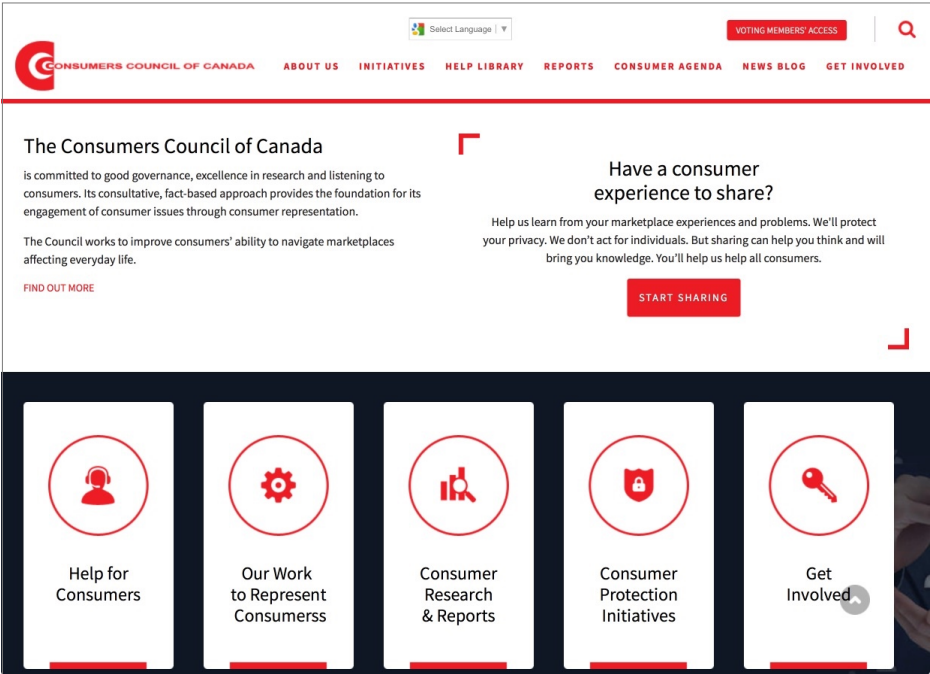 Select Language ▼
VOTING MEMBERS' ACCESS
CONSUMERS COUNCIL OF CANADA
ABOUT US
INITIATIVES
HELP LIBRARY
REPORTS
CONSUMER AGENDA
NEWS BLOG
GET INVOLVED
The Consumers Council of Canada
is committed to good governance, excellence in research and listening to
consumers. Its consultative, fact-based approach provides the foundation for its
engagement of consumer issues through consumer representation.
The Council works to improve consumers’ ability to navigate marketplaces
affecting everyday life.
FIND OUT MORE
Have a consumer
experience to share?
Help us learn from your marketplace experiences and problems. We'll protect
your privacy. We don't act for individuals. But sharing can help you think and will
bring you knowledge. You'll help us help all consumers.
START SHARING
Help for
Consumers
Our Work
to Represent
Consumerss
Consumer
Research
& Reports
Consumer
Protection
Initiatives
Get
Involved